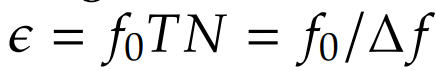 ϵ = f₀TN = f₀/Δf